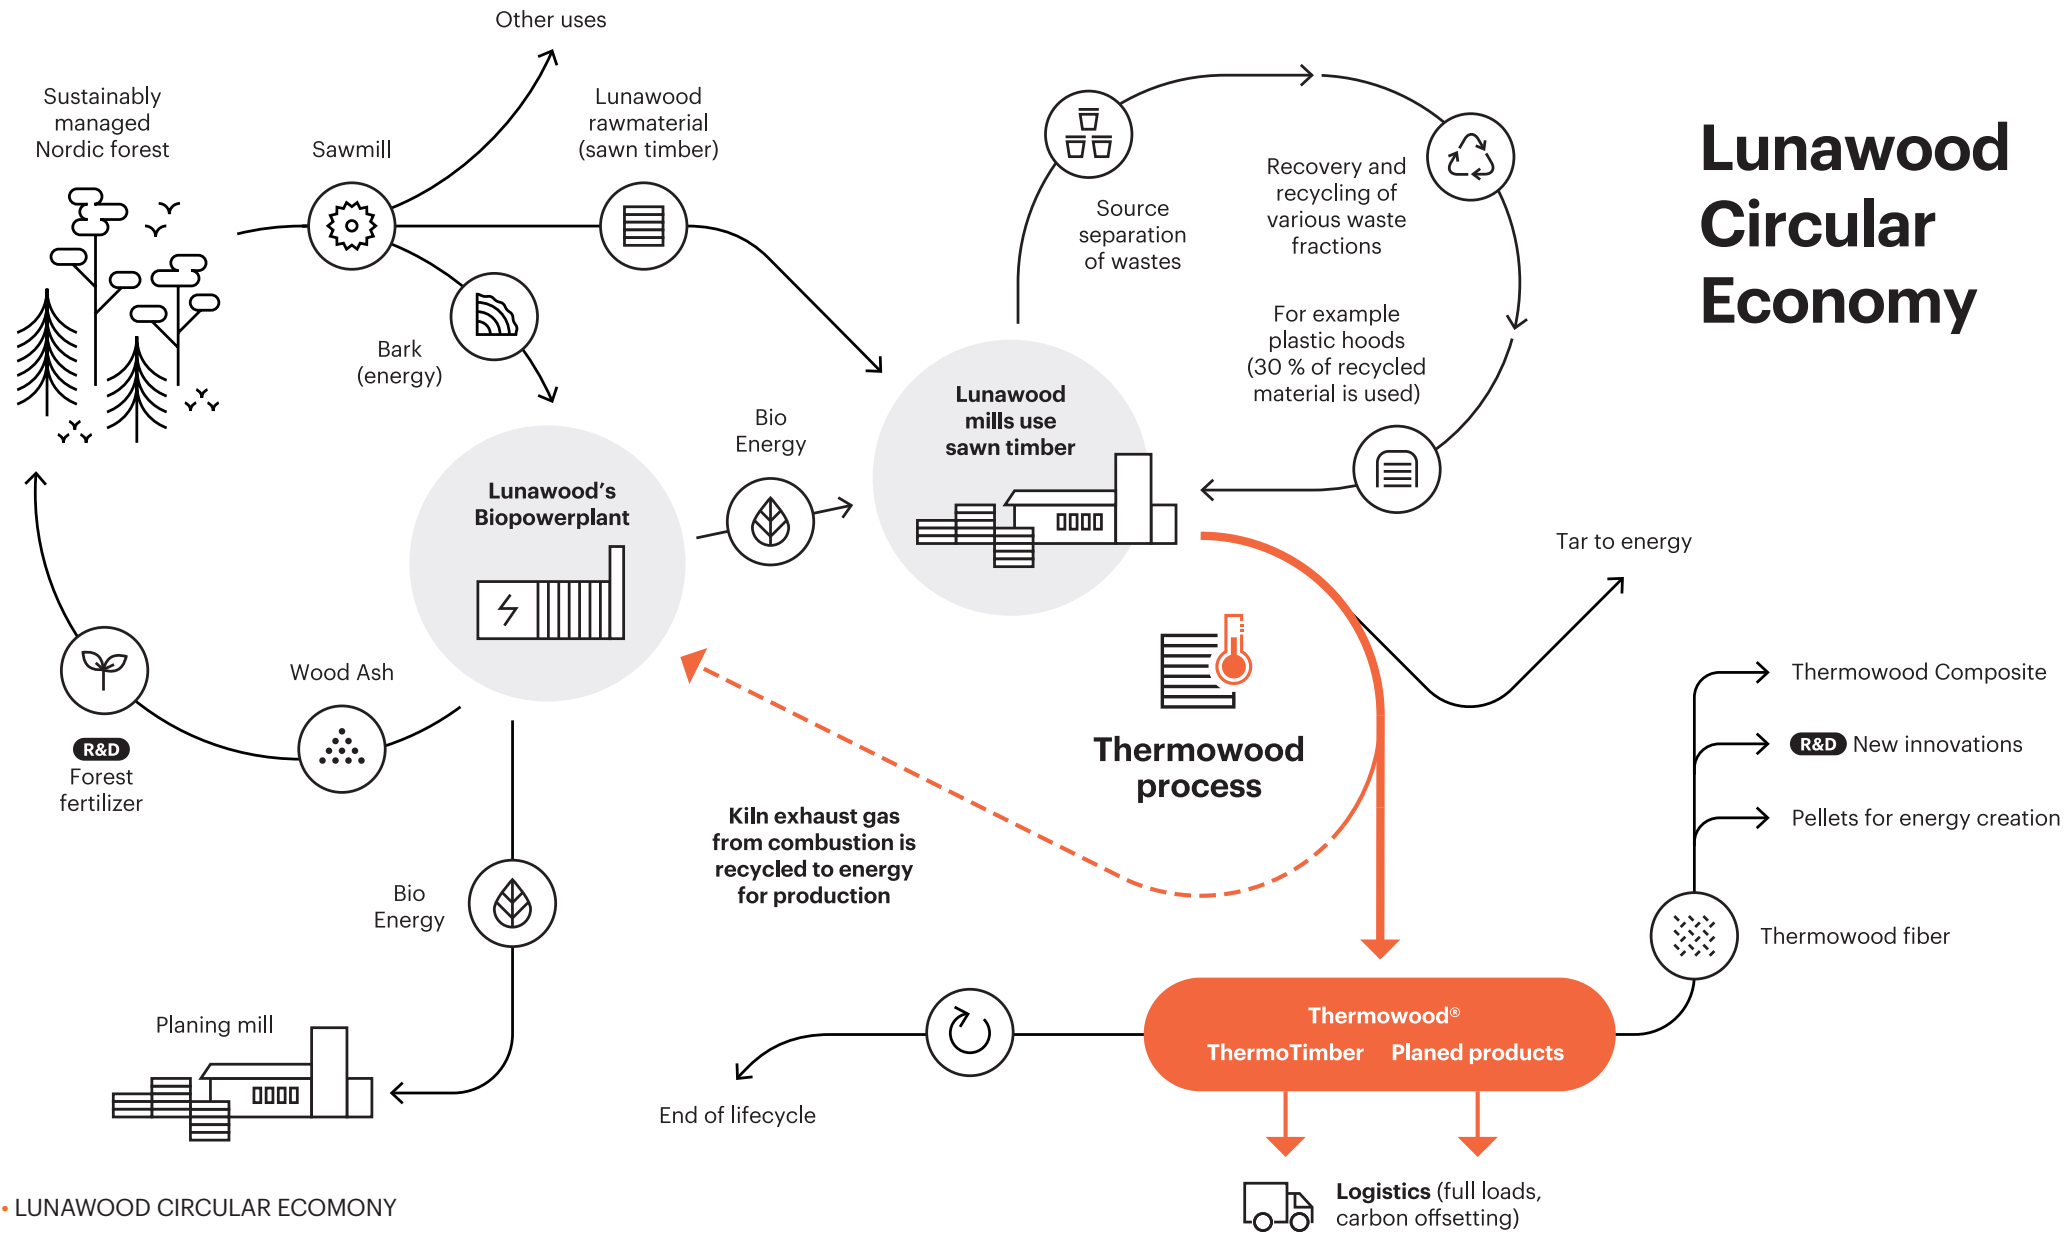 Other uses
Sustainably
managed
Nordic forest
Sawmill
Lunawood
rawmaterial
(sawn timber)
Bark
(energy)
Source
separation
of wastes
Recovery and
recycling of
various waste
fractions
For example
plastic hoods
(30 % of recycled
material is used)
Lunawood
Circular
Economy
Lunawood's
Biopowerplant
Bio
Energy
Lunawood
mills use
sawn timber
Tar to energy
Wood Ash
R&D
Forest
fertilizer
Thermowood
process
Kiln exhaust gas
from combustion is
recycled to energy
for production
Thermowood Composite
R&D New innovations
Pellets for energy creation
Thermowood fiber
Bio
Energy
Planing mill
Thermowood®
ThermoTimber Planed products
End of lifecycle
Logistics (full loads,
carbon offsetting)
• LUNAWOOD CIRCULAR ECOMONY